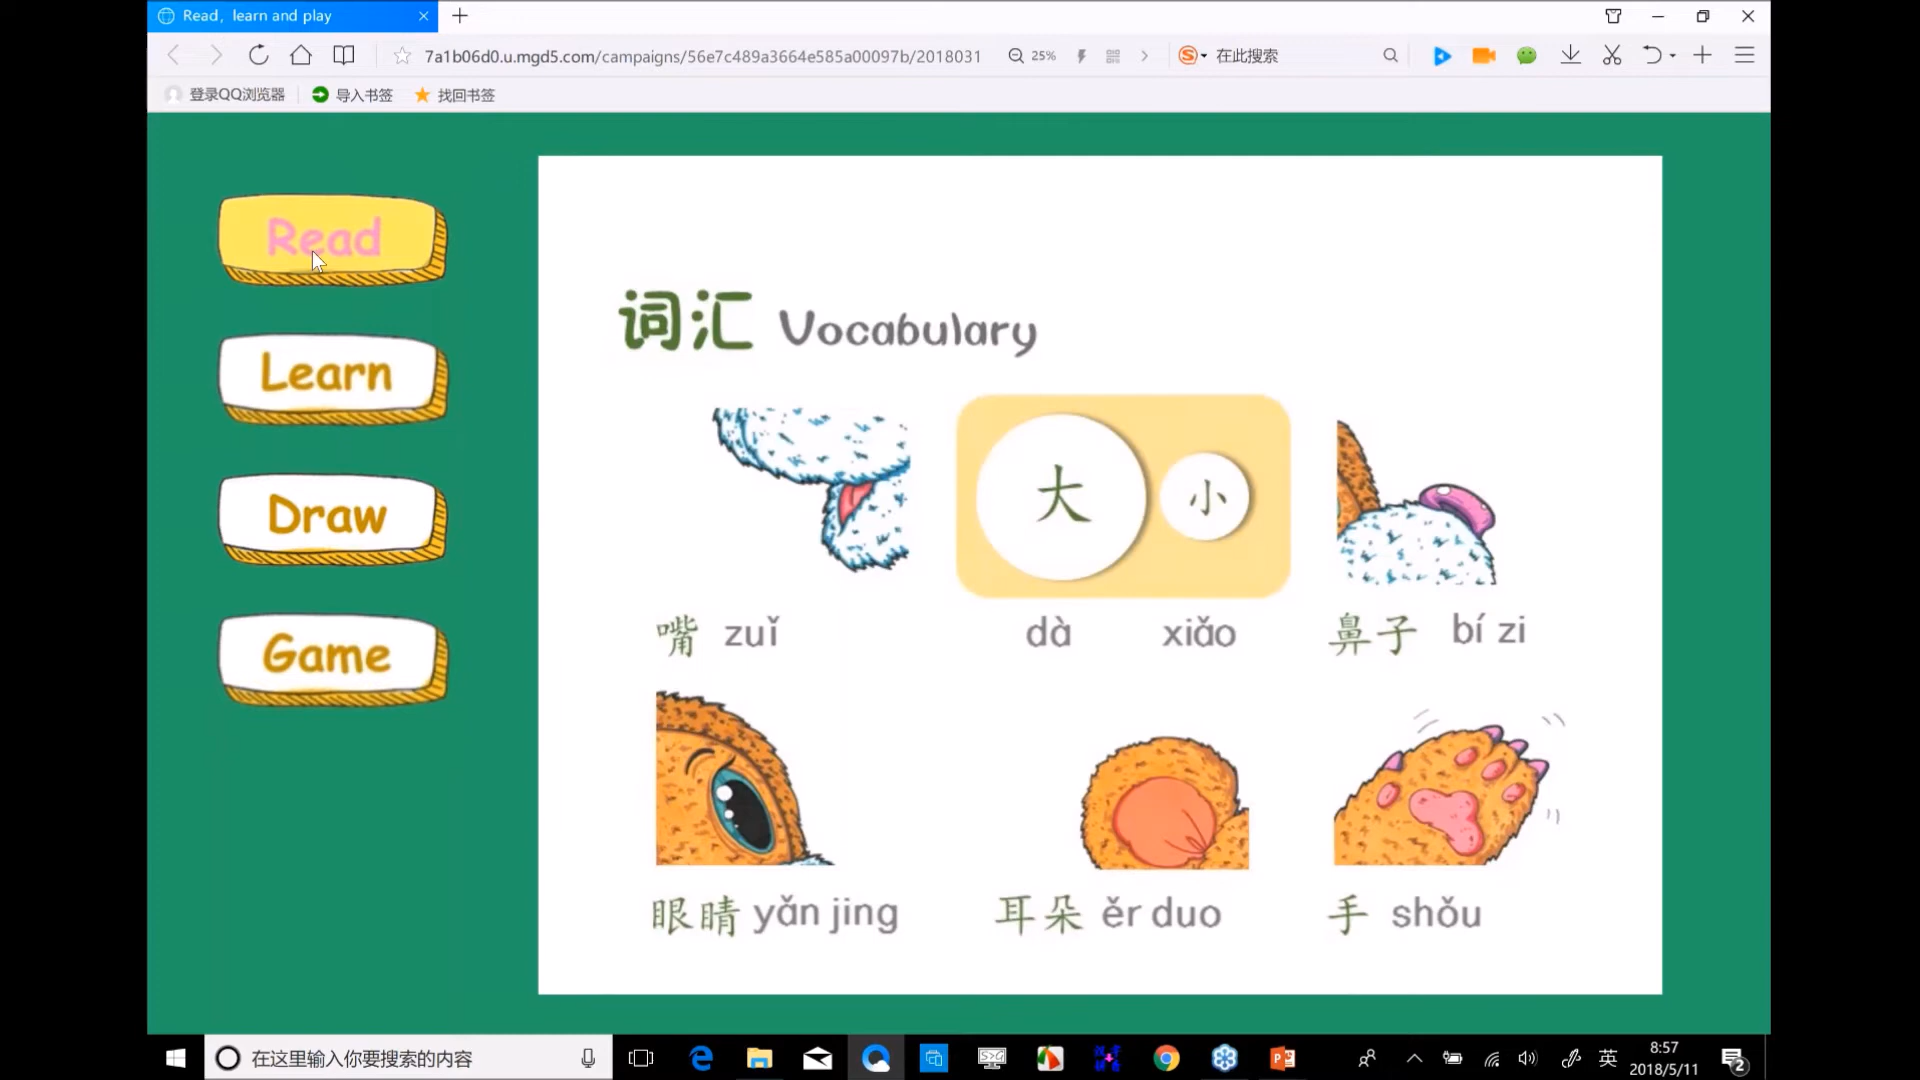 Read, learn and play
7a1b06d0.u.mgd5.com/campaigns/56e7c489a3664e585a00097b/2018031
25%
在此搜索
登录QQ浏览器
导入书签
找回书签
Read
Learn
Draw
Game
词汇 Vocabulary
大
小
嘴 zuǐ
dà
xiǎo
鼻子 bí zi
眼睛 yǎn jing
耳朵 ěr duo
手 shǒu
在这里输入你要搜索的内容
英
8:57
2018/5/11
2